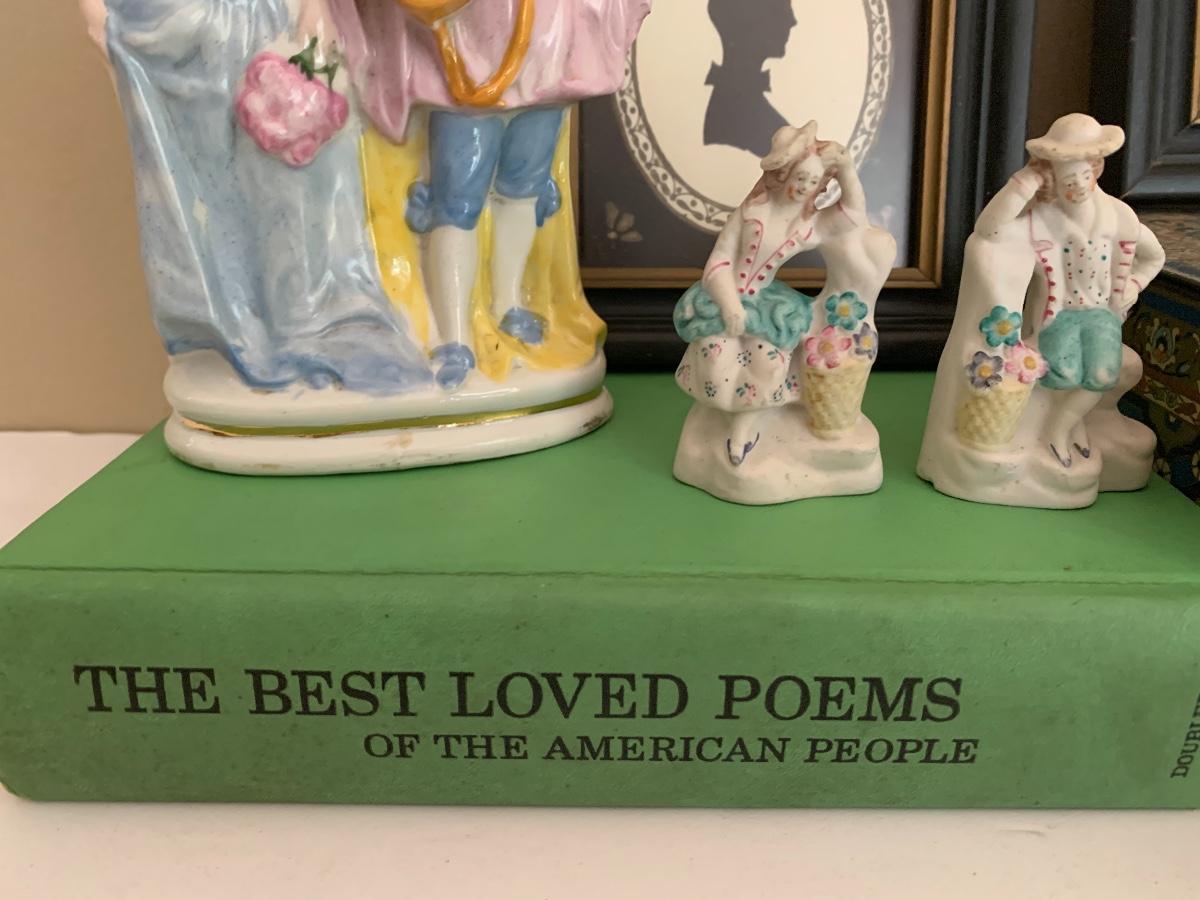 THE BEST LOVED POEMS
OF THE AMERICAN PEOPLE